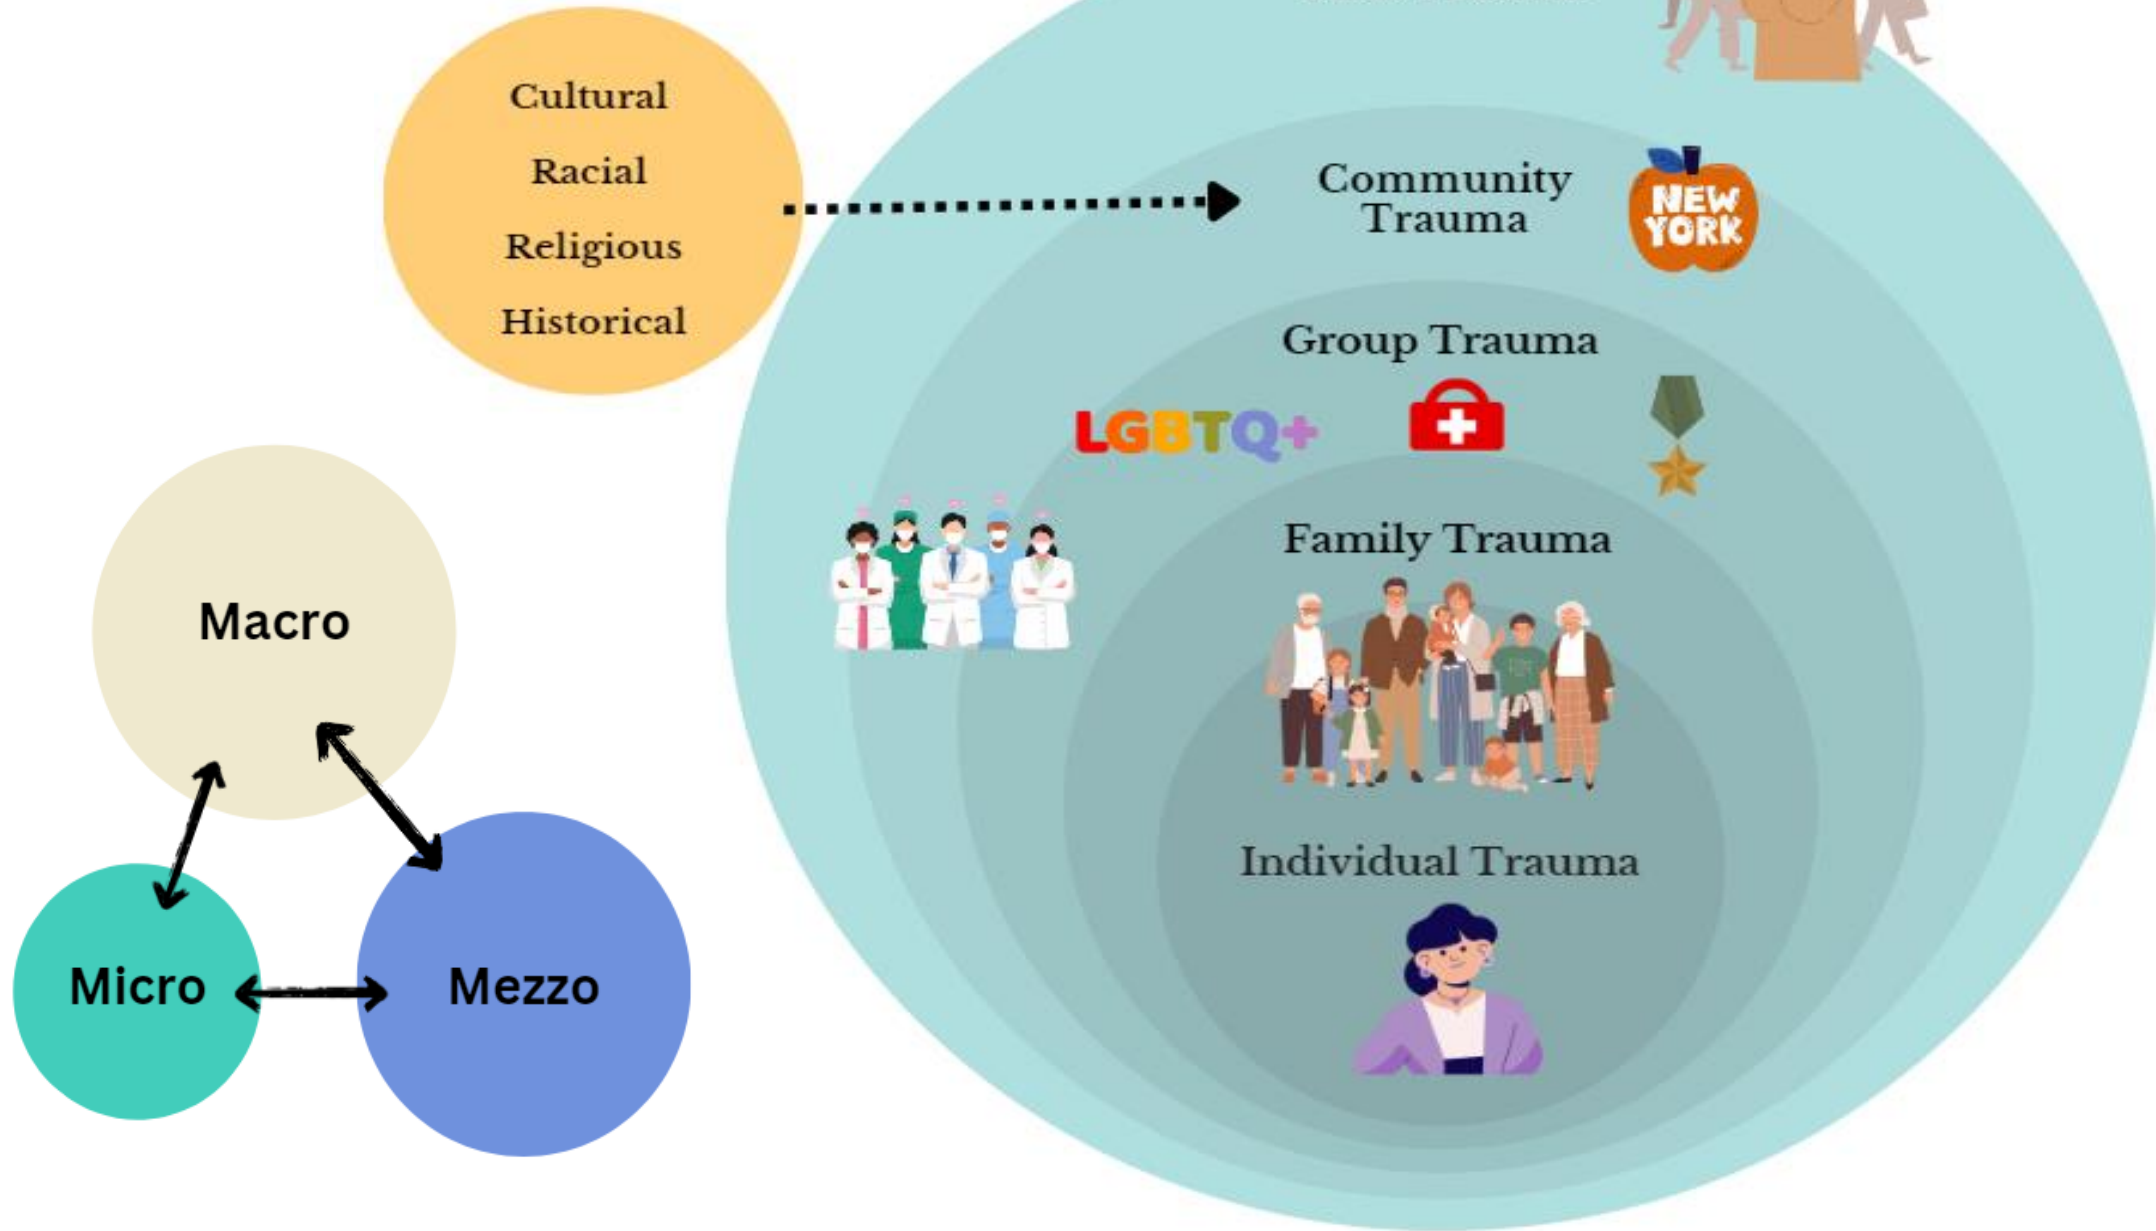 Cultural
Racial
Religious
Historical
Community
Trauma
NEW
YORK
Group Trauma
LGBTQ+
Family Trauma
Individual Trauma
Macro
Micro
Mezzo